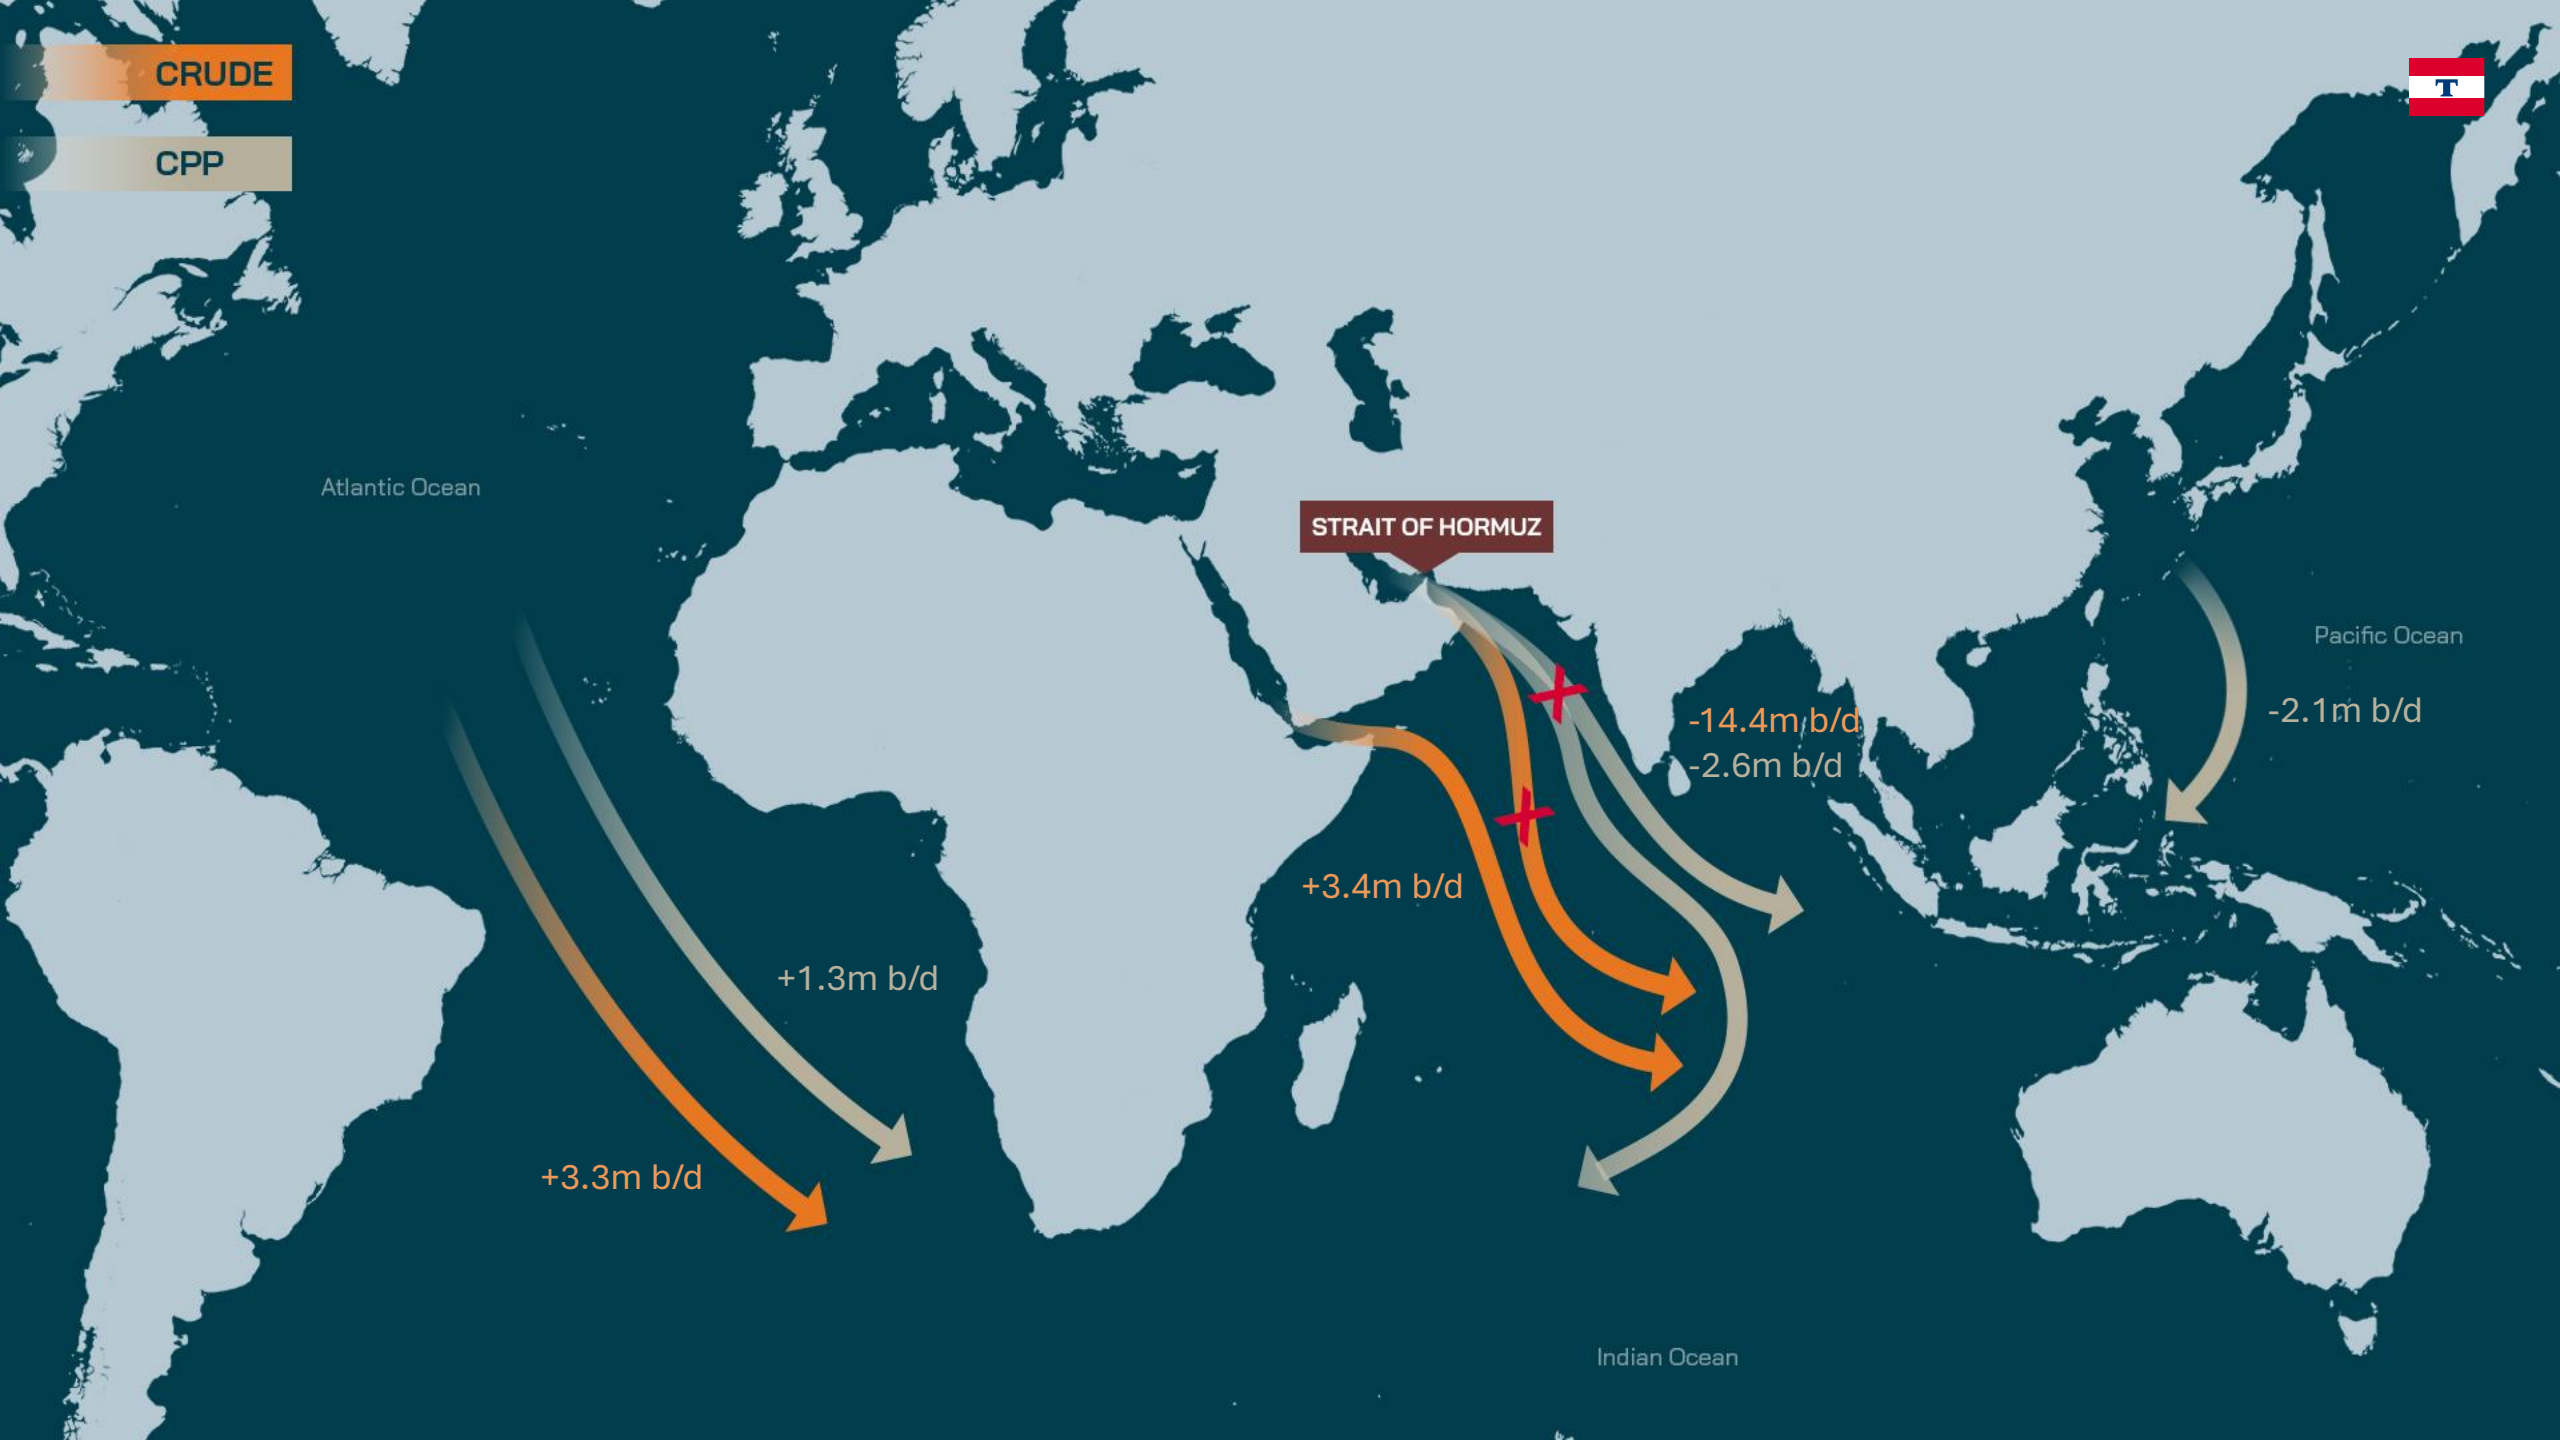 CRUDE
T
CPP
Atlantic Ocean
STRAIT OF HORMUZ
Pacific Ocean
-14.4m b/d
-2.6m b/d
-2.1m b/d
+3.4m b/d
+1.3m b/d
+3.3m b/d
Indian Ocean